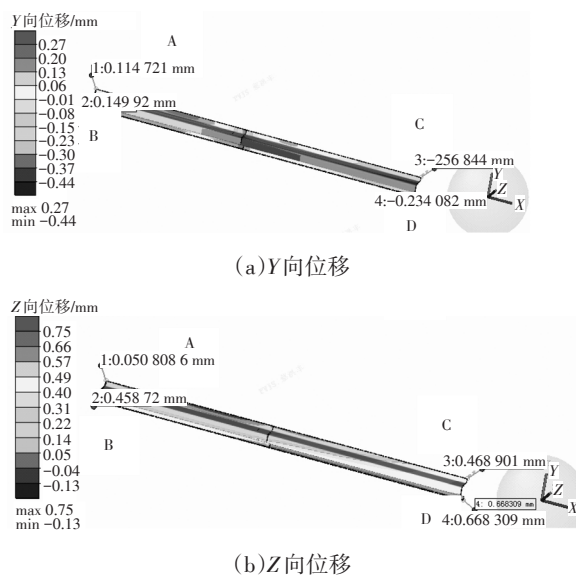 Y向位移/mm
0.27
0.20
0.13
0.06
−0.01
−0.08
−0.15
−0.23
−0.30
−0.37
−0.44
max 0.27
min −0.44
A
1:0.114 721 mm
2:0.149 92 mm
B
C
3:−256 844 mm
4:−0.234 082 mm
D
Y
Z
X
(a)Y向位移
Z向位移/mm
0.75
0.66
0.57
0.49
0.40
0.31
0.22
0.14
0.05
−0.04
−0.13
max 0.75
min −0.13
A
1:0.050 808 6 mm
2:0.458 72 mm
B
C
3:0.468 901 mm
4: 0.668309 mm
4:0.668 309 mm
D
Y
Z
X
(b)Z向位移